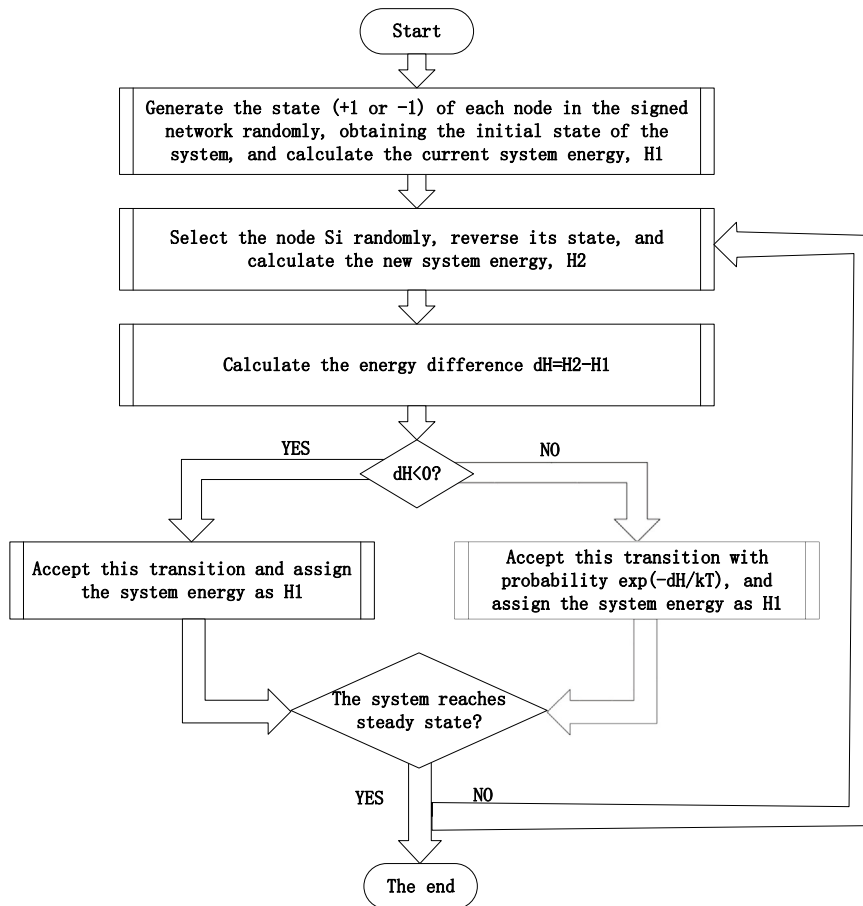 Start
Generate the state (+1 or -1) of each node in the signed
network randomly, obtaining the initial state of the
system, and calculate the current system energy, H1
Select the node Si randomly, reverse its state, and
calculate the new system energy, H2
Calculate the energy difference dH=H2-H1
YES
NO
dH<0?
Accept this transition and assign
the system energy as H1
Accept this transition with
probability exp(-dH/kT), and
assign the system energy as H1
The system reaches
steady state?
YES
NO
The end